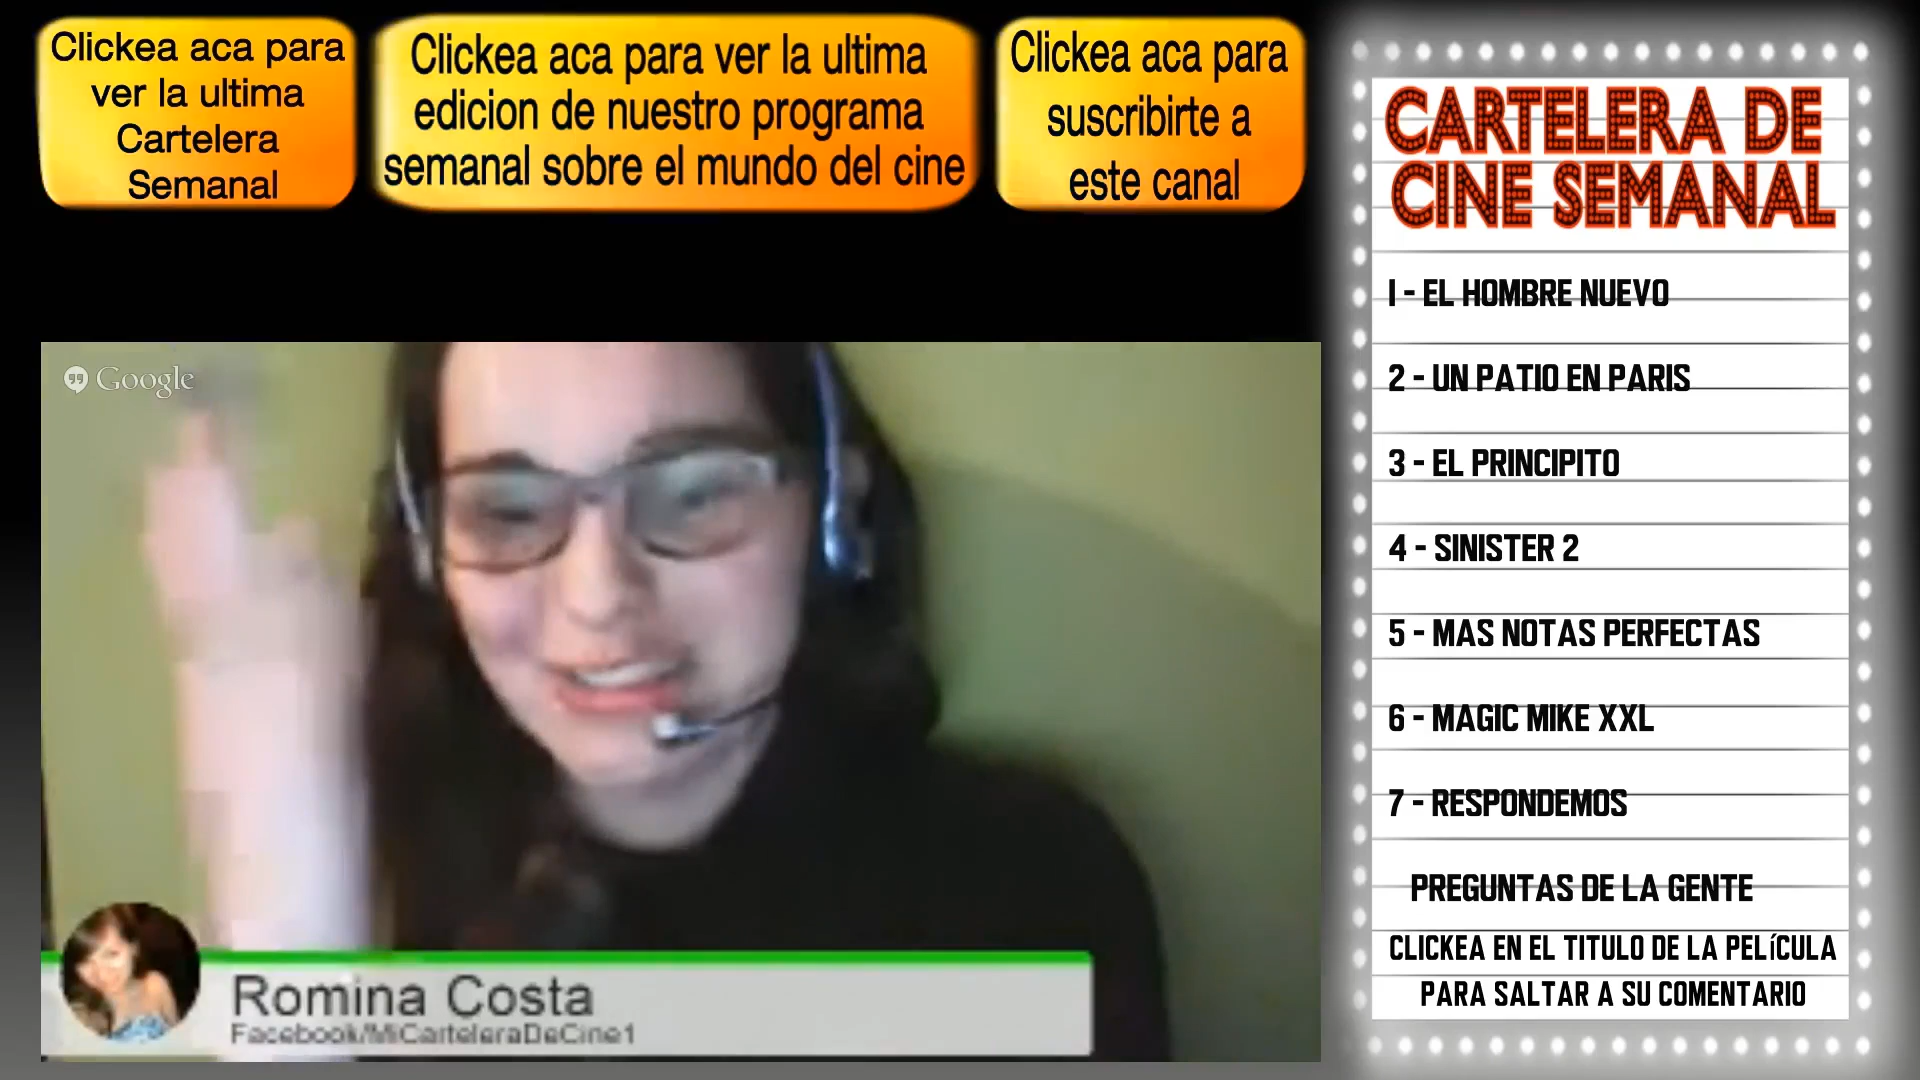 Clickea aca para
ver la ultima
Cartelera
Semanal
Clickea aca para ver la ultima
edicion de nuestro programa
semanal sobre el mundo del cine
Clickea aca para
suscribirte a
este canal
Google
Romina Costa
Facebook/MiCarteleraDeCine1
CARTELERA DE
CINE SEMANAL
1 - EL HOMBRE NUEVO
2 - UN PATIO EN PARIS
3 - EL PRINCIPITO
4 - SINISTER 2
5 - MAS NOTAS PERFECTAS
6 - MAGIC MIKE XXL
7 - RESPONDEMOS
PREGUNTAS DE LA GENTE
CLICKEA EN EL TITULO DE LA PELíCULA
PARA SALTAR A SU COMENTARIO